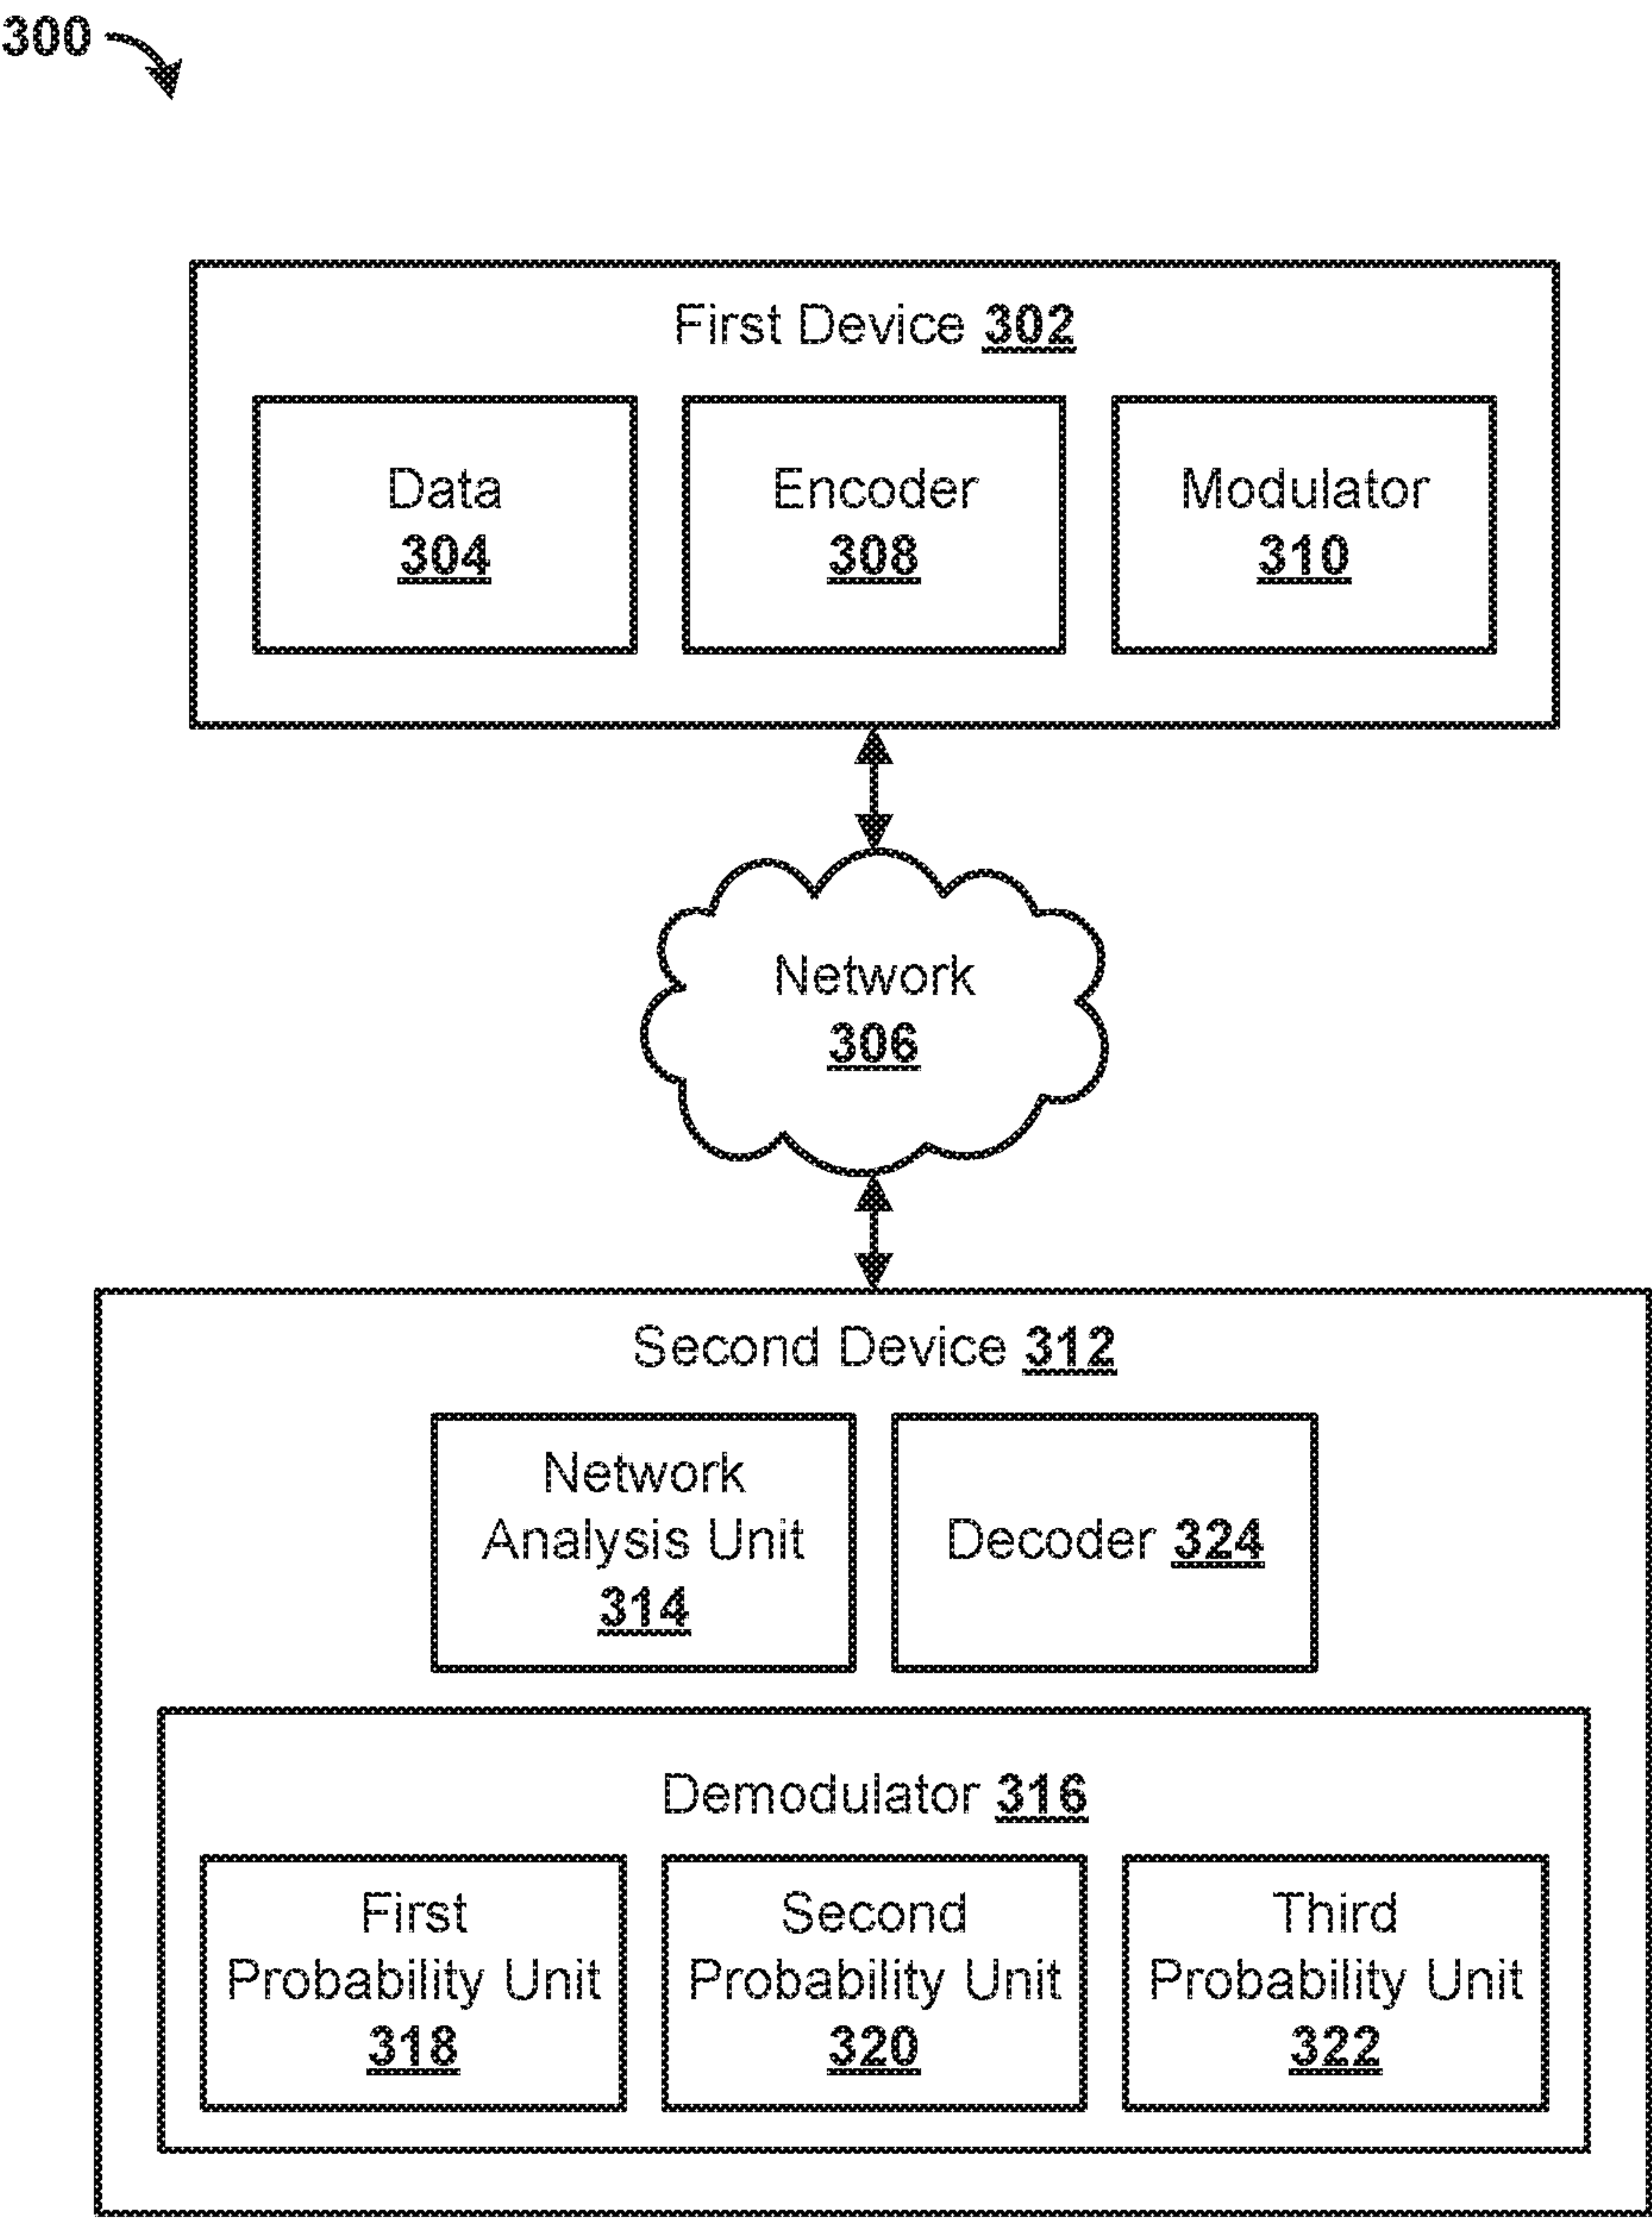 300
First Device 302
Data
304
Encoder
308
Modulator
310
Network
306
Second Device 312
Network
Analysis Unit
314
Decoder 324
Demodulator 316
First
Probability Unit
318
Second
Probability Unit
320
Third
Probability Unit
322